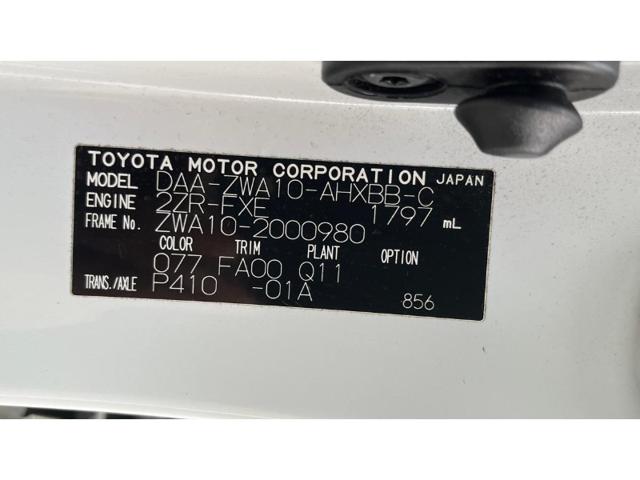 TOYOTA MOTOR CORPORATION JAPAN
MODEL DAA-ZWA10-AHXBB-C
ENGINE 2ZR-FXE 1797 mL
FRAME No. ZWA10-2000980
COLOR TRIM PLANT OPTION
077 FA00 Q11
TRANS./AXLE P410 -01A
856